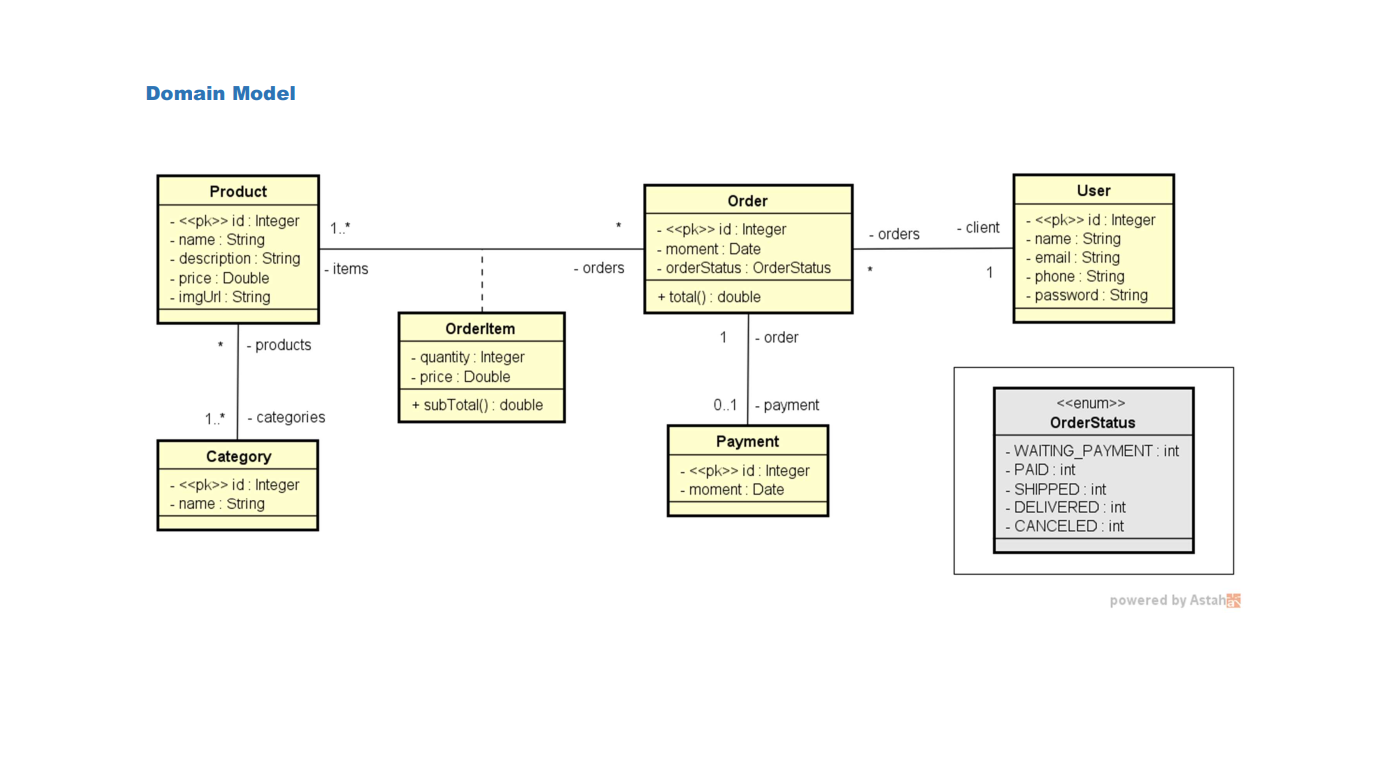 Domain Model
Product
- <<pk>> id : Integer
- name : String
- description : String
- price : Double
- imgUrl : String
1..*
- items
*
- orders
Order
- <<pk>> id : Integer
- moment : Date
- orderStatus : OrderStatus
+ total() : double
- orders
*
- client
1
User
- <<pk>> id : Integer
- name : String
- email : String
- phone : String
- password : String
OrderItem
- quantity : Integer
- price : Double
+ subTotal() : double
* - products
1..* - categories
Category
- <<pk>> id : Integer
- name : String
1 - order
0..1 - payment
Payment
- <<pk>> id : Integer
- moment : Date
<<enum>>
OrderStatus
- WAITING_PAYMENT : int
- PAID : int
- SHIPPED : int
- DELIVERED : int
- CANCELED : int
powered by Astah